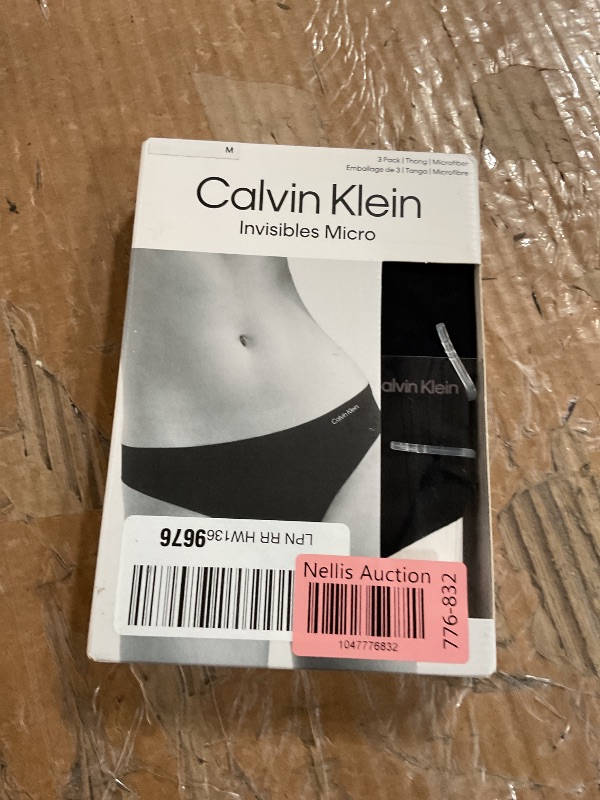 M
3 Pack | Thong | Microfiber
Emballage de 3 | Tanga | Microfibre
Calvin Klein
Invisibles Micro
alvin Klein
Calvin Klein
LPN RR HW1369676
Nellis Auction
1047776832
776-832